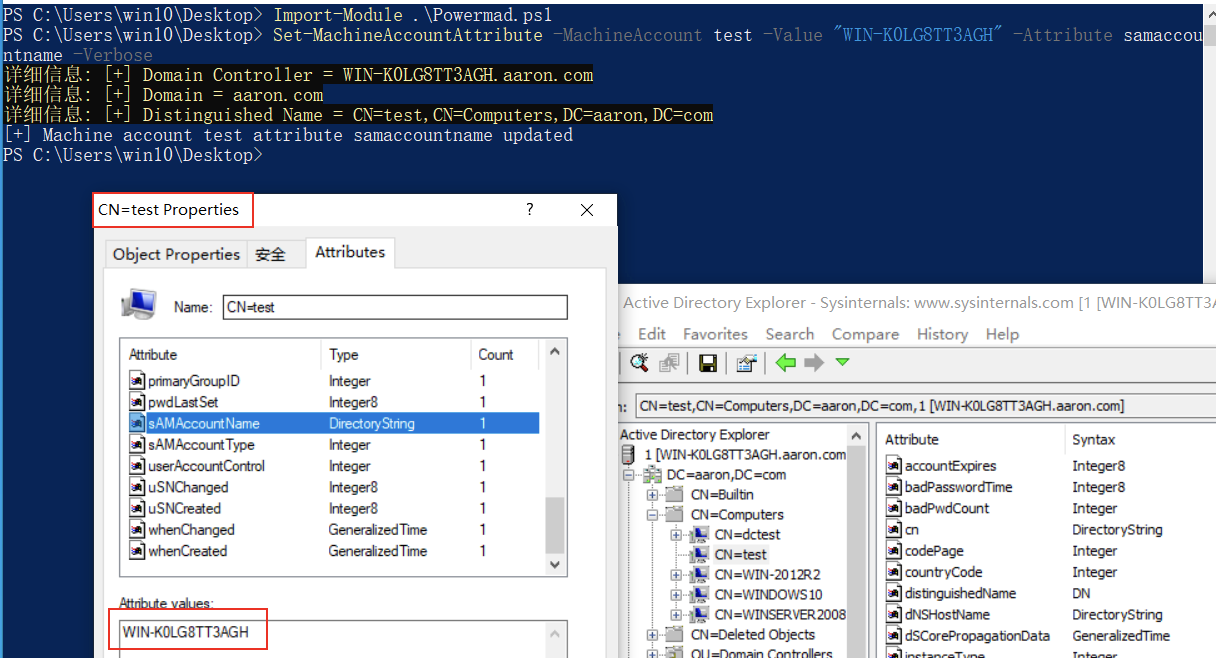 PS C:\Users\win10\Desktop> Import-Module .\Powermad.ps1
PS C:\Users\win10\Desktop> Set-MachineAccountAttribute -MachineAccount test -Value "WIN-K0LG8TT3AGH" -Attribute samaccou
ntname -Verbose
详细信息: [+] Domain Controller = WIN-K0LG8TT3AGH.aaron.com
详细信息: [+] Domain = aaron.com
详细信息: [+] Distinguished Name = CN=test,CN=Computers,DC=aaron,DC=com
[+] Machine account test attribute samaccountname updated
PS C:\Users\win10\Desktop>
CN=test Properties
?
Object Properties 安全 Attributes
Name: CN=test
Attribute Type Count
primaryGroupID Integer 1
pwdLastSet Integer8 1
sAMAccountName DirectoryString 1
sAMAccountType Integer 1
userAccountControl Integer 1
uSNChanged Integer8 1
uSNCreated Integer8 1
whenChanged GeneralizedTime 1
whenCreated GeneralizedTime 1
Attribute values:
WIN-K0LG8TT3AGH
Active Directory Explorer - Sysinternals: www.sysinternals.com [1 [WIN-K0LG8TT3A
Edit Favorites Search Compare History Help
CN=test,CN=Computers,DC=aaron,DC=com,1 [WIN-K0LG8TT3AGH.aaron.com]
Active Directory Explorer
1 [WIN-K0LG8TT3AGH.aaron.com
DC=aaron,DC=com
CN=Builtin
CN=Computers
CN=dctest
CN=test
CN=WIN-2012R2
CN=WINDOWS10
CN=WINSERVER2008
CN=Deleted Objects
OU=Domain Controllers
Attribute Syntax
accountExpires Integer8
badPasswordTime Integer8
badPwdCount Integer
cn DirectoryString
codePage Integer
countryCode Integer
distinguishedName DN
dNSHostName DirectoryString
dSCorePropagationData GeneralizedTime
instanceType Integer